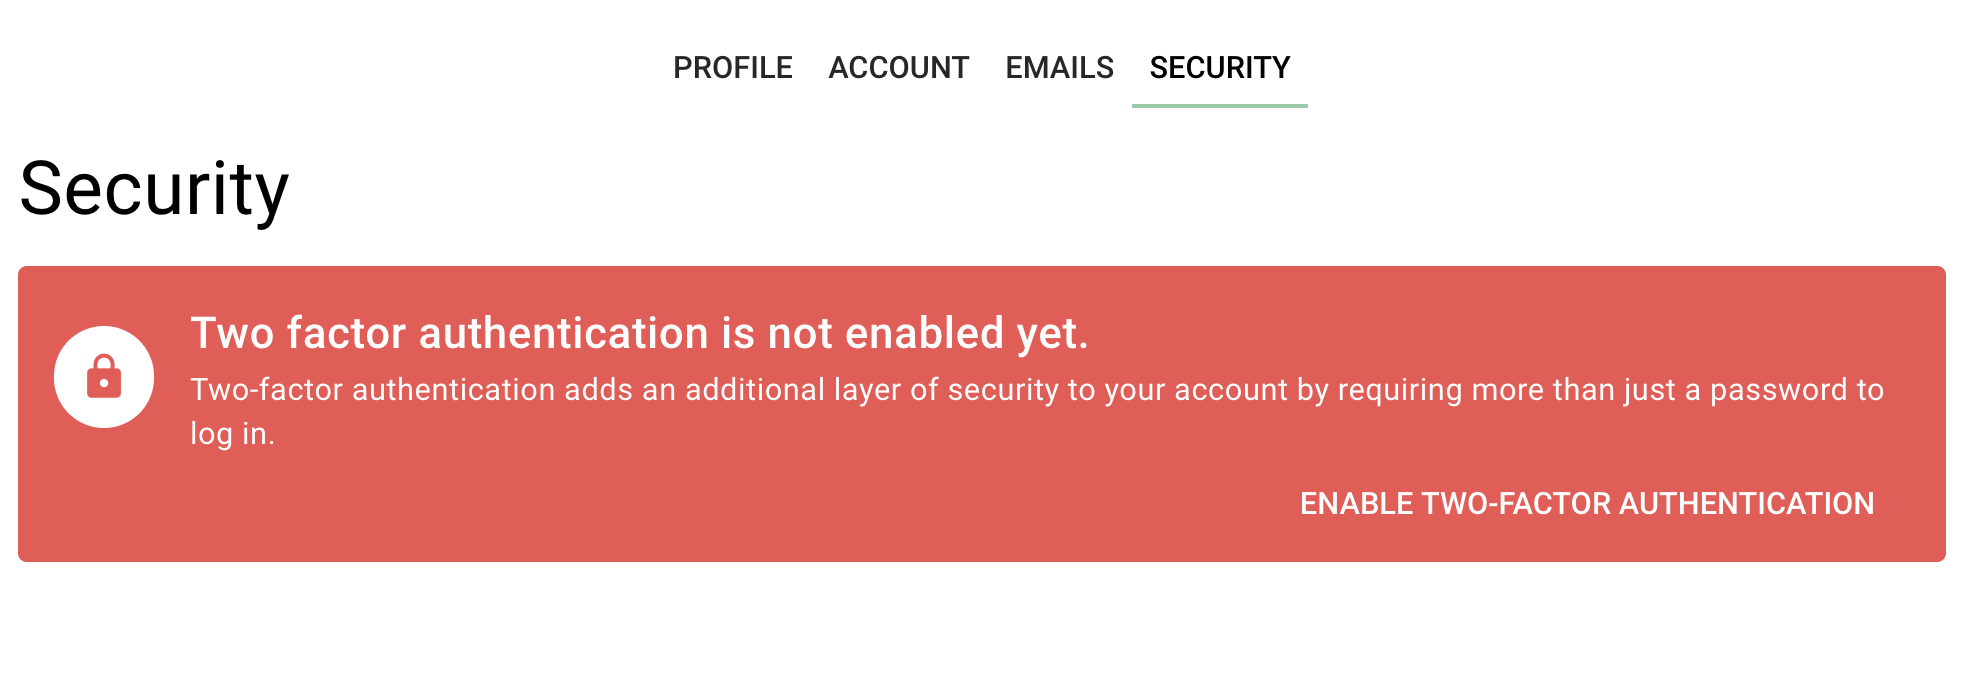 PROFILE ACCOUNT EMAILS SECURITY
Security
Two factor authentication is not enabled yet.
Two-factor authentication adds an additional layer of security to your account by requiring more than just a password to
log in.
ENABLE TWO-FACTOR AUTHENTICATION